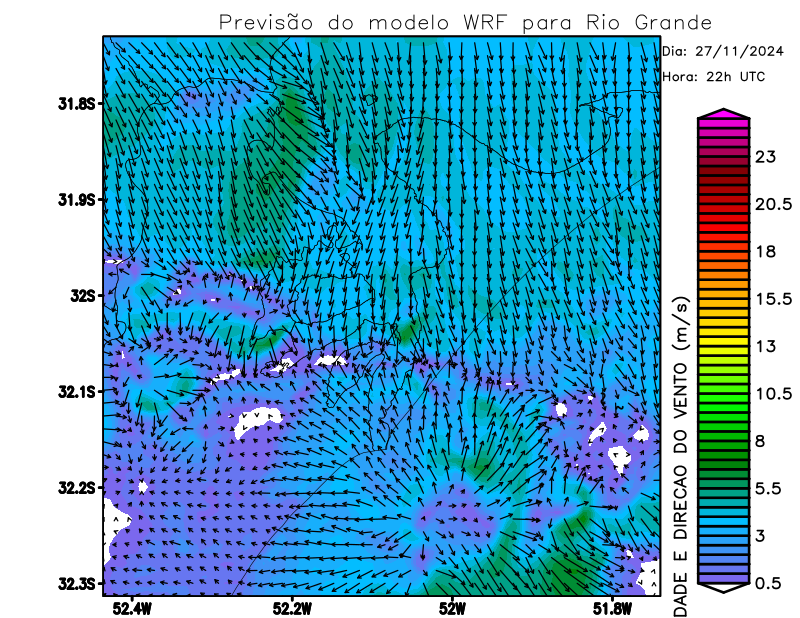 Previsão do modelo WRF para Rio Grande
Dia: 27/11/2024
Hora: 22h UTC
31.8S
31.9S
32S
32.1S
32.2S
32.3S
52.4W
52.2W
52W
51.8W
23
20.5
18
15.5
13
10.5
8
5.5
3
0.5
DADE E DIRECAO DO VENTO (m/s)